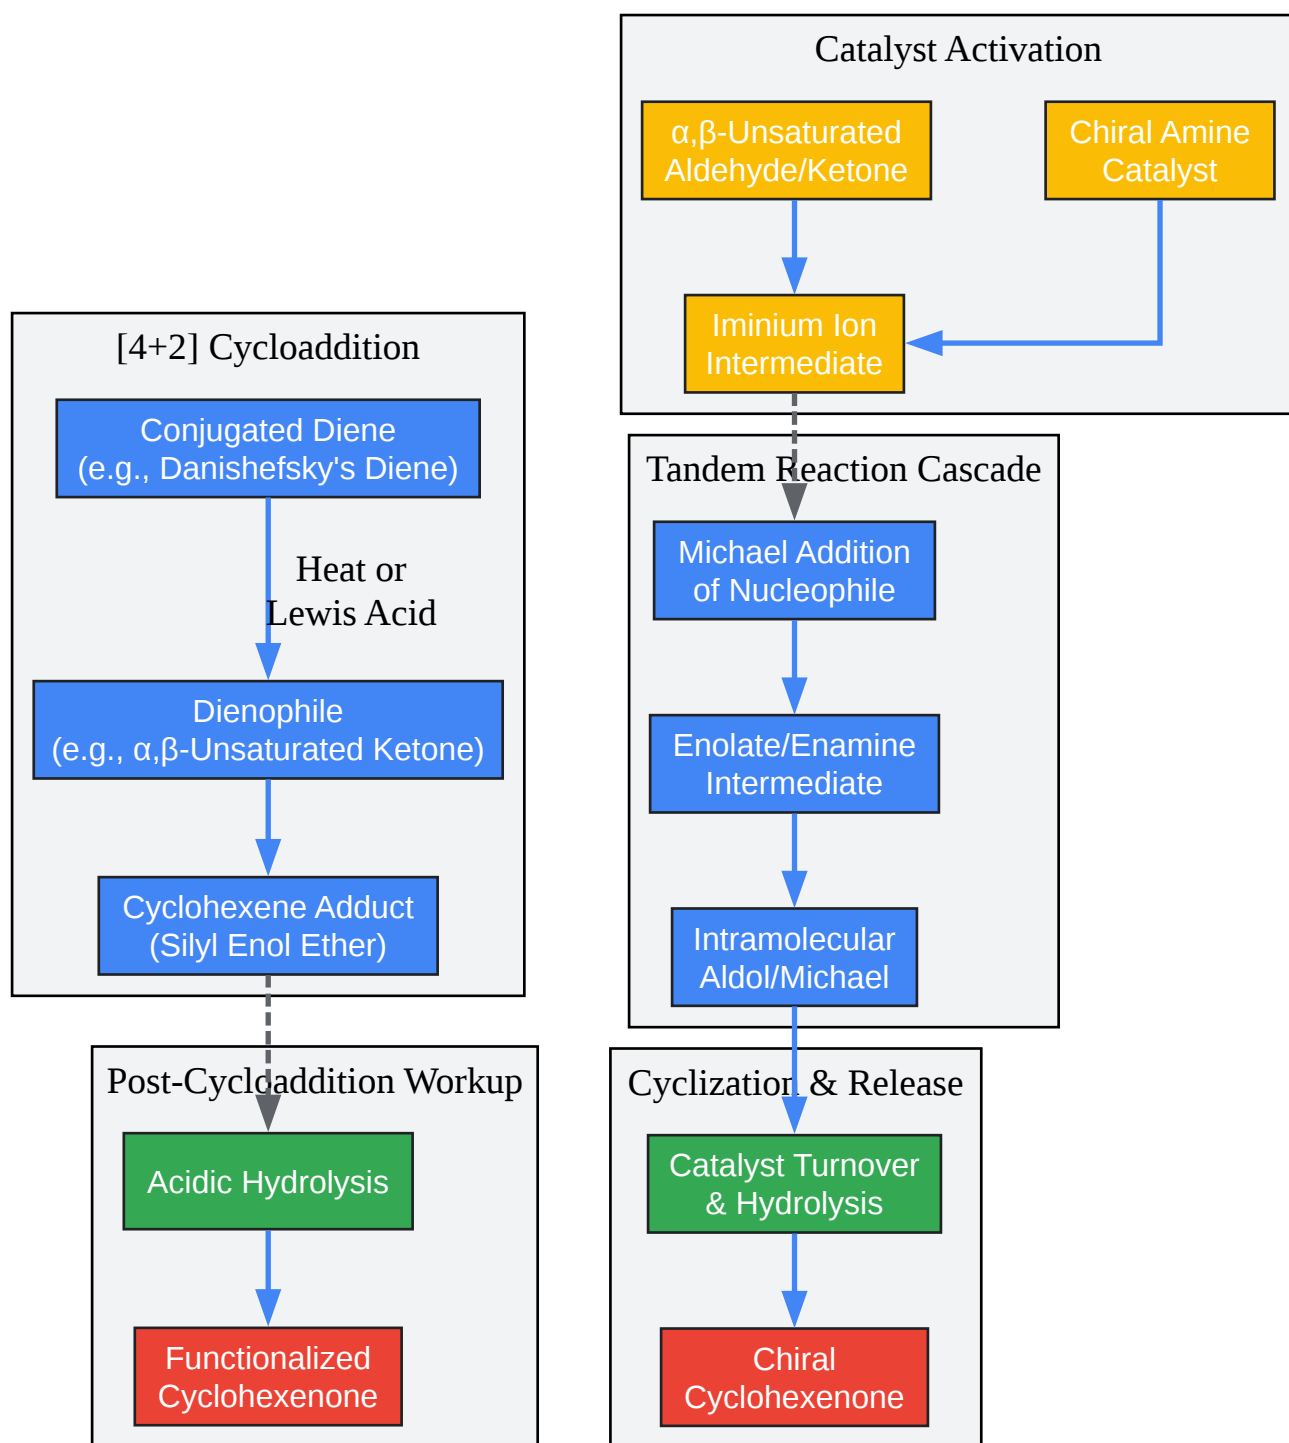 [4+2] Cycloaddition
Conjugated Diene
(e.g., Danishefsky's Diene)
Heat or
Lewis Acid
Dienophile
(e.g., α,β-Unsaturated Ketone)
Cyclohexene Adduct
(Silyl Enol Ether)
Post-Cycloaddition Workup
Acidic Hydrolysis
Functionalized
Cyclohexenone
Catalyst Activation
α,β-Unsaturated
Aldehyde/Ketone
Chiral Amine
Catalyst
Iminium Ion
Intermediate
Tandem Reaction Cascade
Michael Addition
of Nucleophile
Enolate/Enamine
Intermediate
Intramolecular
Aldol/Michael
Cyclization & Release
Catalyst Turnover
& Hydrolysis
Chiral
Cyclohexenone